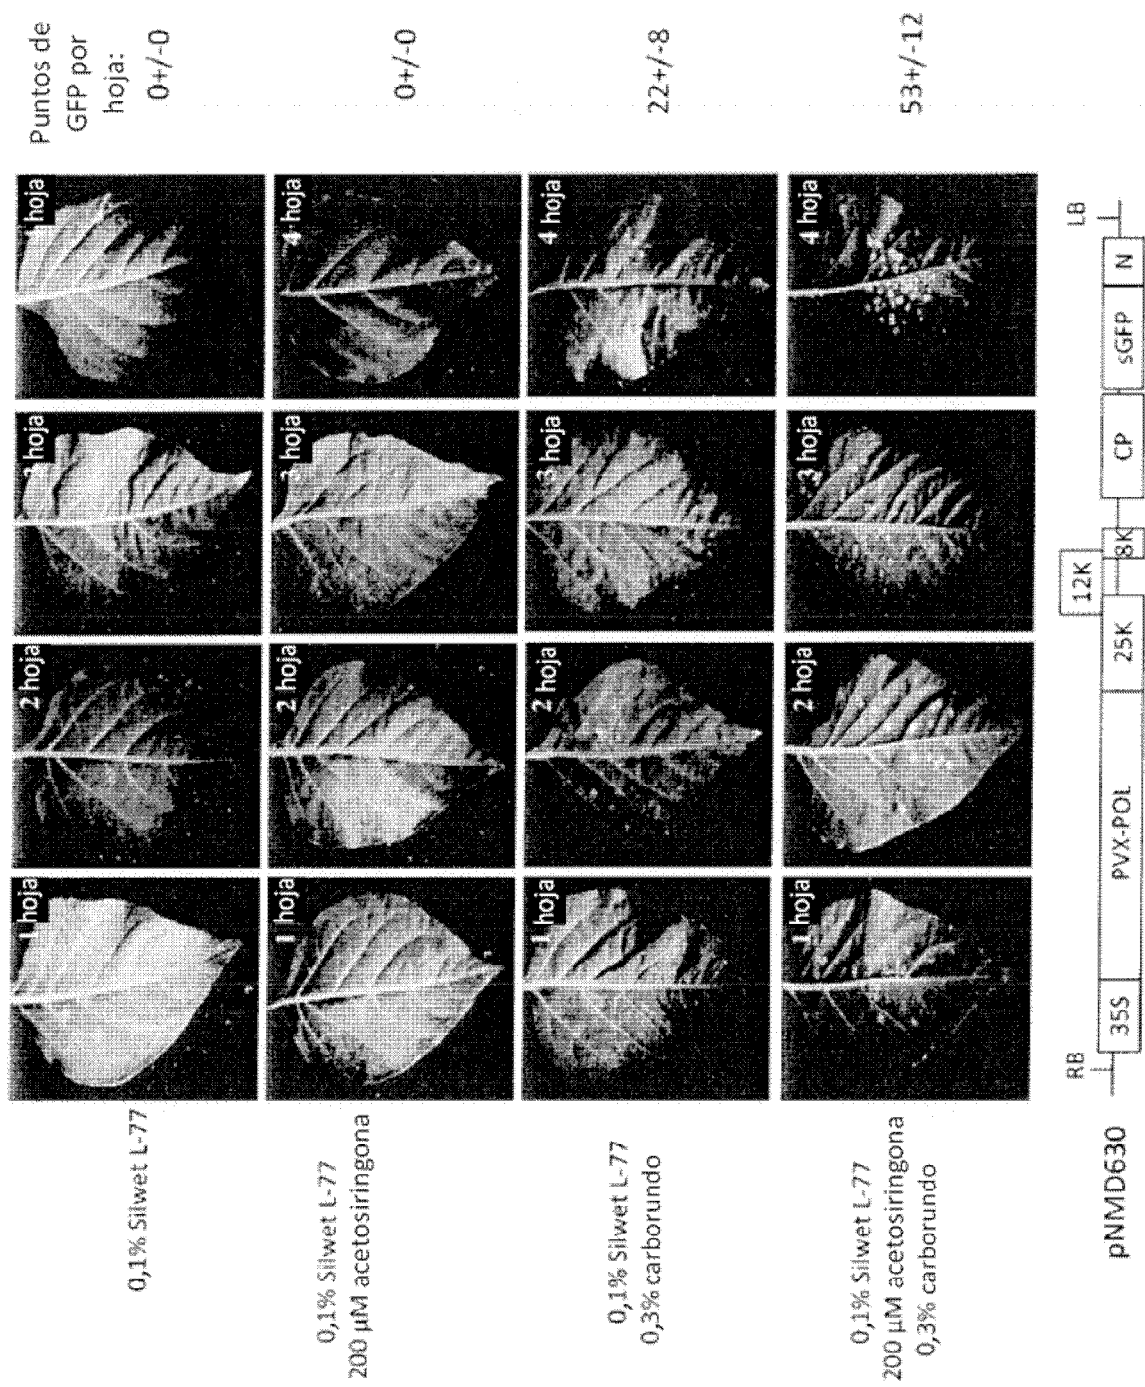 Puntos de
GFP por
hoja:
0,1% Silwet L-77
1 hoja
2 hoja
hoja
hoja
0+/-0
0,1% Silwet L-77
200 µM acetosiringona
1 hoja
2 hoja
3 hoja
4 hoja
0+/-0
0,1% Silwet L-77
0,3% carborundo
1 hoja
2 hoja
3 hoja
4 hoja
22+/-8
0,1% Silwet L-77
200 µM acetosiringona
0,3% carborundo
1 hoja
2 hoja
3 hoja
4 hoja
53+/-12
pNMD630
RB
35S
PVX-POL
25K
12K
8K
CP
sGFP
N
LB